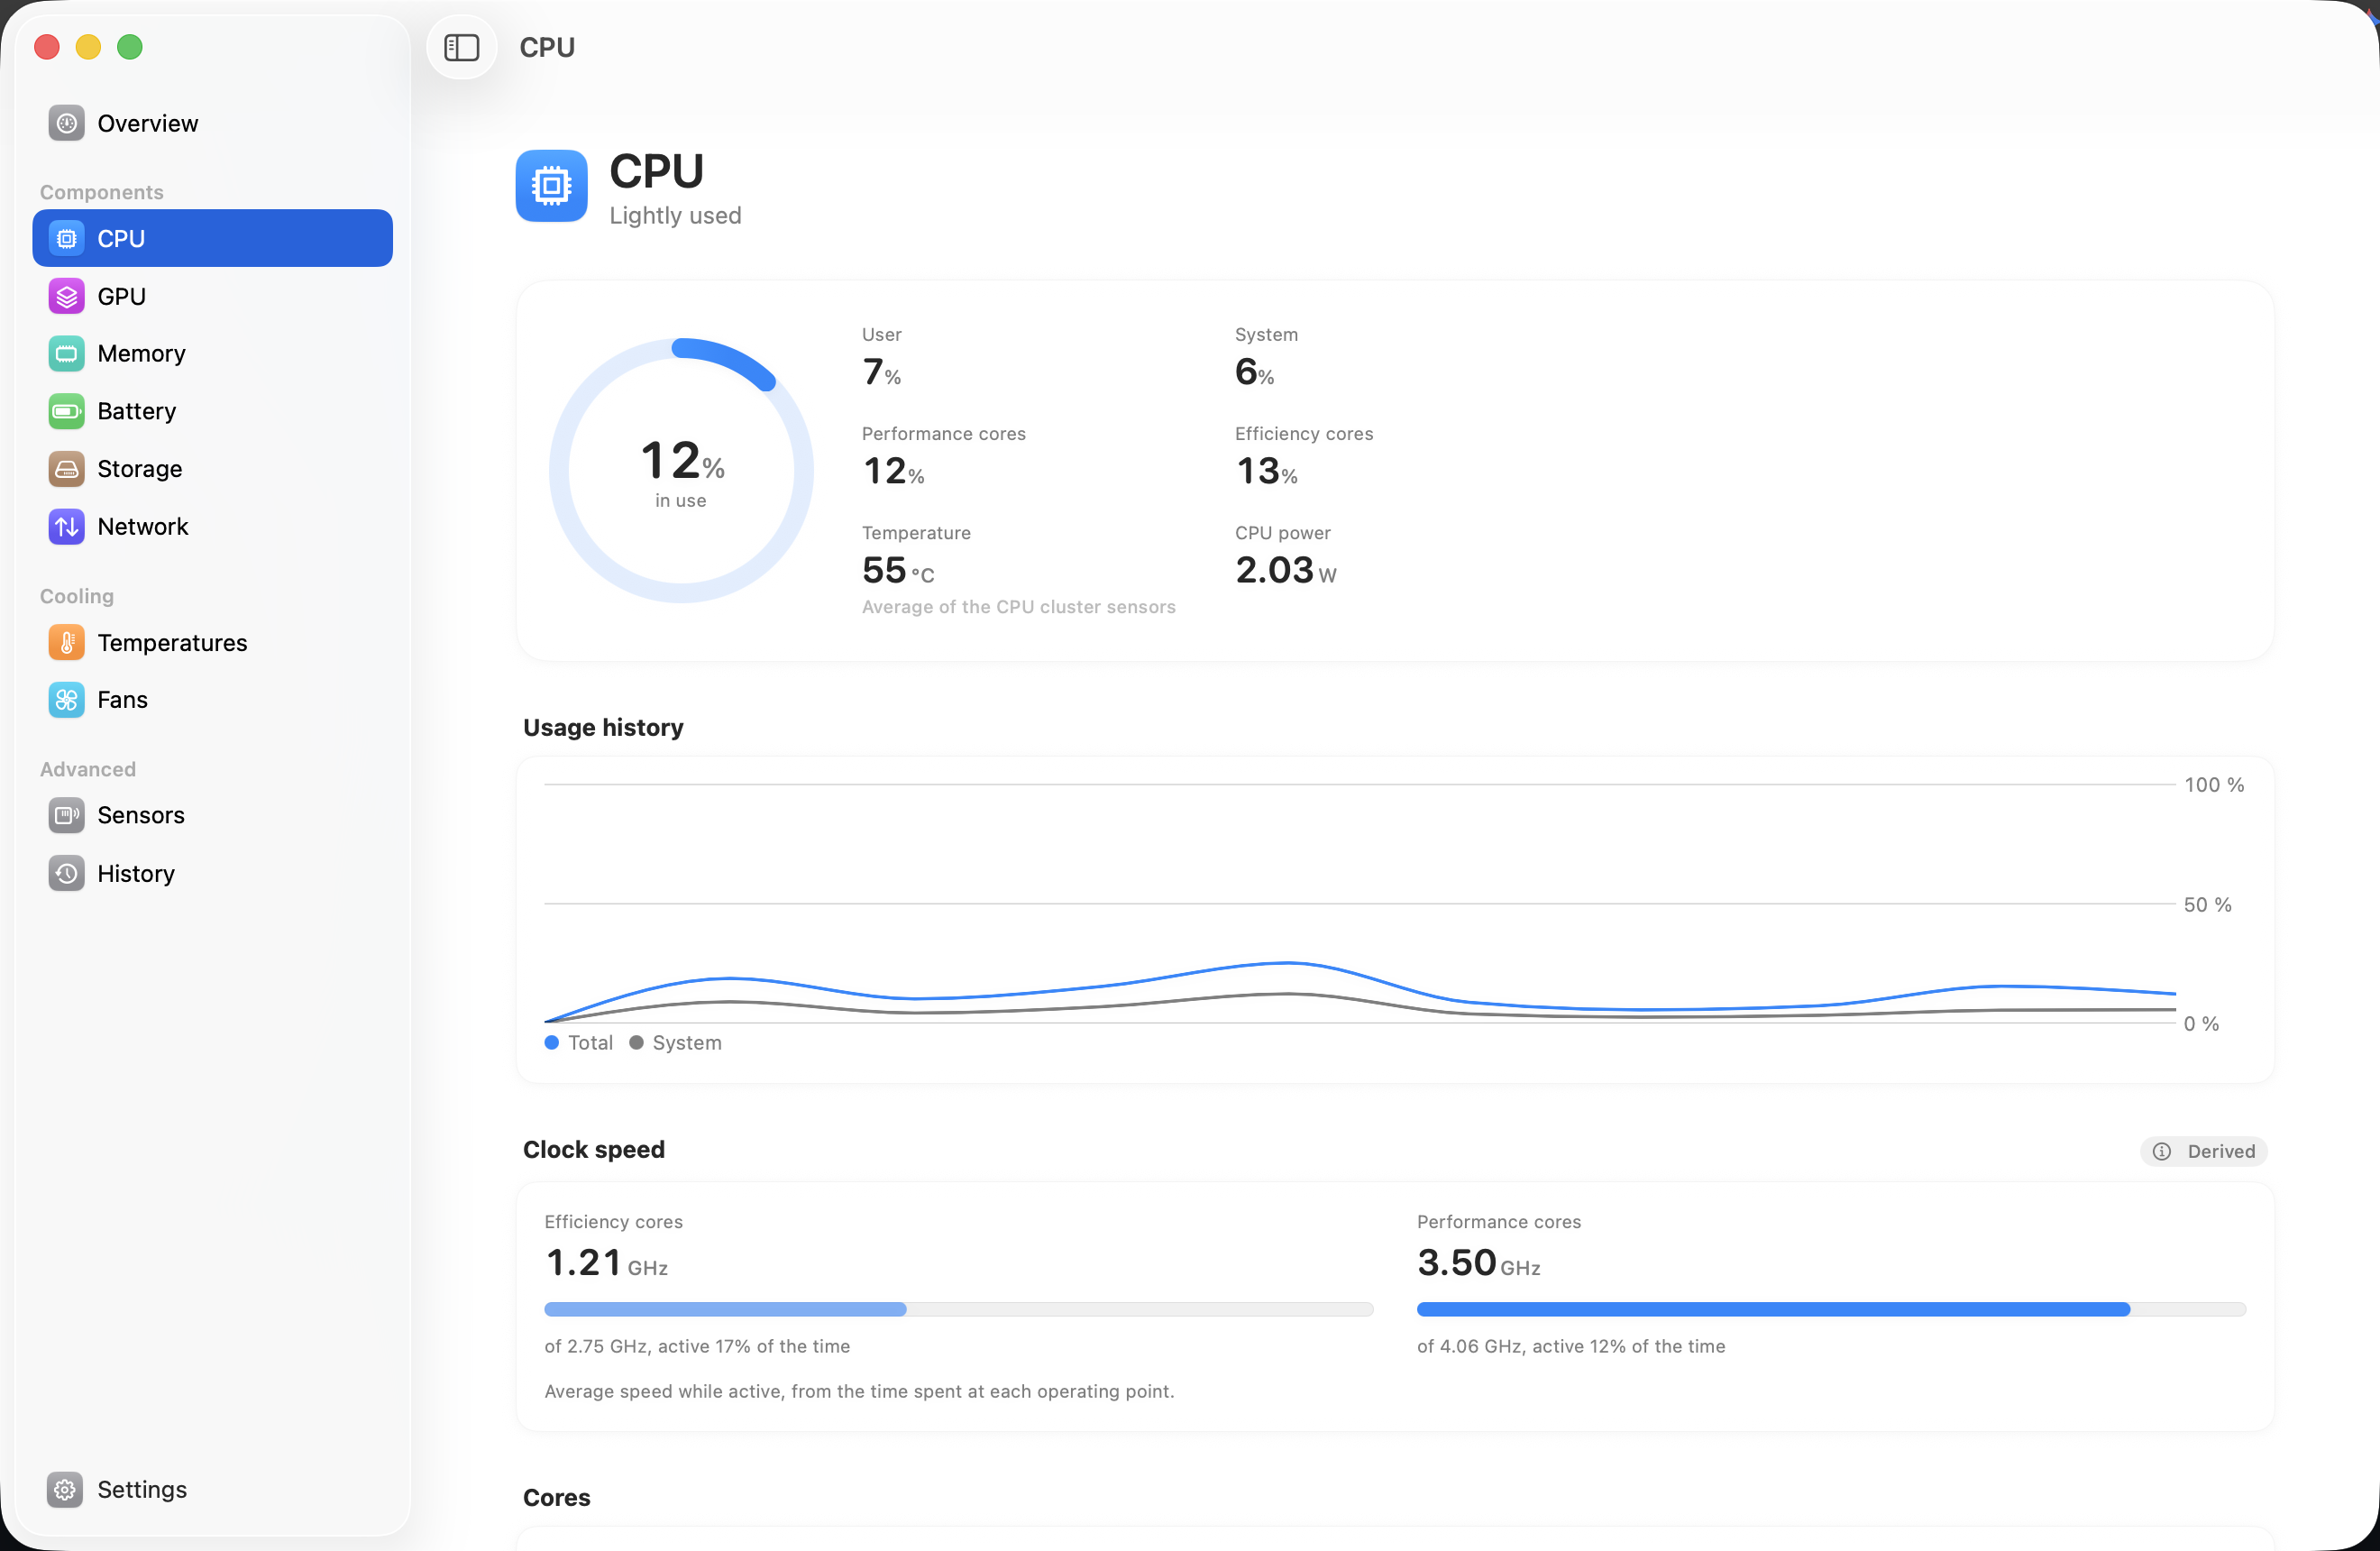 CPU
Overview
Components
CPU
GPU
Memory
Battery
Storage
Network
Cooling
Temperatures
Fans
Advanced
Sensors
History
Settings
CPU
Lightly used
12%
in use
User
7%
System
6%
Performance cores
12%
Efficiency cores
13%
Temperature
55 °C
Average of the CPU cluster sensors
CPU power
2.03 W
Usage history
100 %
50 %
0 %
Total System
Clock speed
Derived
Efficiency cores
1.21 GHz
of 2.75 GHz, active 17% of the time
Performance cores
3.50 GHz
of 4.06 GHz, active 12% of the time
Average speed while active, from the time spent at each operating point.
Cores